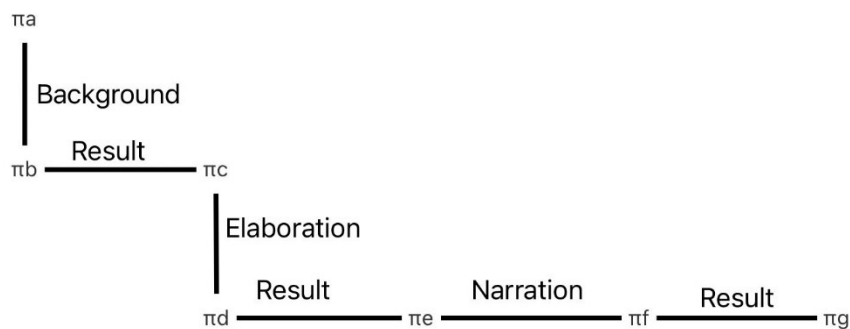 πa
Background
Result
πb
πc
Elaboration
Result
Narration
Result
πd
πe
πf
πg